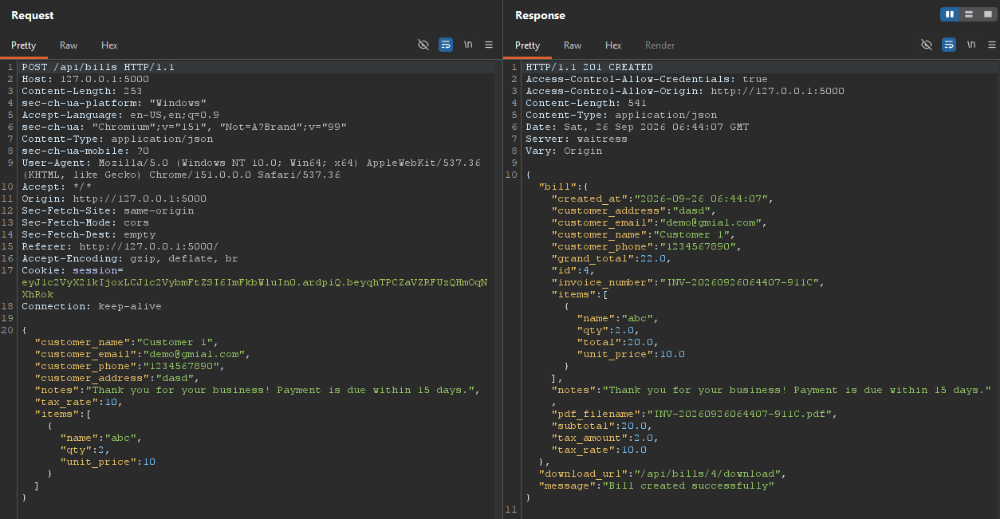 Request
Pretty Raw Hex \n
1 POST /api/bills HTTP/1.1
2 Host: 127.0.0.1:5000
3 Content-Length: 253
4 sec-ch-ua-platform: "Windows"
5 Accept-Language: en-US,en;q=0.9
6 sec-ch-ua: "Chromium";v="151", "Not=A?Brand";v="99"
7 Content-Type: application/json
8 sec-ch-ua-mobile: ?0
9 User-Agent: Mozilla/5.0 (Windows NT 10.0; Win64; x64) AppleWebKit/537.36
(KHTML, like Gecko) Chrome/151.0.0.0 Safari/537.36
10 Accept: */*
11 Origin: http://127.0.0.1:5000
12 Sec-Fetch-Site: same-origin
13 Sec-Fetch-Mode: cors
14 Sec-Fetch-Dest: empty
15 Referer: http://127.0.0.1:5000/
16 Accept-Encoding: gzip, deflate, br
17 Cookie: session=
eyJ1c2VyX2lkIjoxLCJ1c2VybmFtZSI6ImFkbWluIn0.ardpiQ.beyqhTPCZaVZRFUzQHmOqN
XhRok
18 Connection: keep-alive
19
20 {
"customer_name":"Customer 1",
"customer_email":"demo@gmial.com",
"customer_phone":"1234567890",
"customer_address":"dasd",
"notes":"Thank you for your business! Payment is due within 15 days.",
"tax_rate":10,
"items":[
{
"name":"abc",
"qty":2,
"unit_price":10
}
]
}
Response
Pretty Raw Hex Render \n
1 HTTP/1.1 201 CREATED
2 Access-Control-Allow-Credentials: true
3 Access-Control-Allow-Origin: http://127.0.0.1:5000
4 Content-Length: 541
5 Content-Type: application/json
6 Date: Sat, 26 Sep 2026 06:44:07 GMT
7 Server: waitress
8 Vary: Origin
9
10 {
"bill":{
"created_at":"2026-09-26 06:44:07",
"customer_address":"dasd",
"customer_email":"demo@gmial.com",
"customer_name":"Customer 1",
"customer_phone":"1234567890",
"grand_total":22.0,
"id":4,
"invoice_number":"INV-20260926064407-911C",
"items":[
{
"name":"abc",
"qty":2.0,
"total":20.0,
"unit_price":10.0
}
],
"notes":"Thank you for your business! Payment is due within 15 days."
,
"pdf_filename":"INV-20260926064407-911C.pdf",
"subtotal":20.0,
"tax_amount":2.0,
"tax_rate":10.0
},
"download_url":"/api/bills/4/download",
"message":"Bill created successfully"
}
11